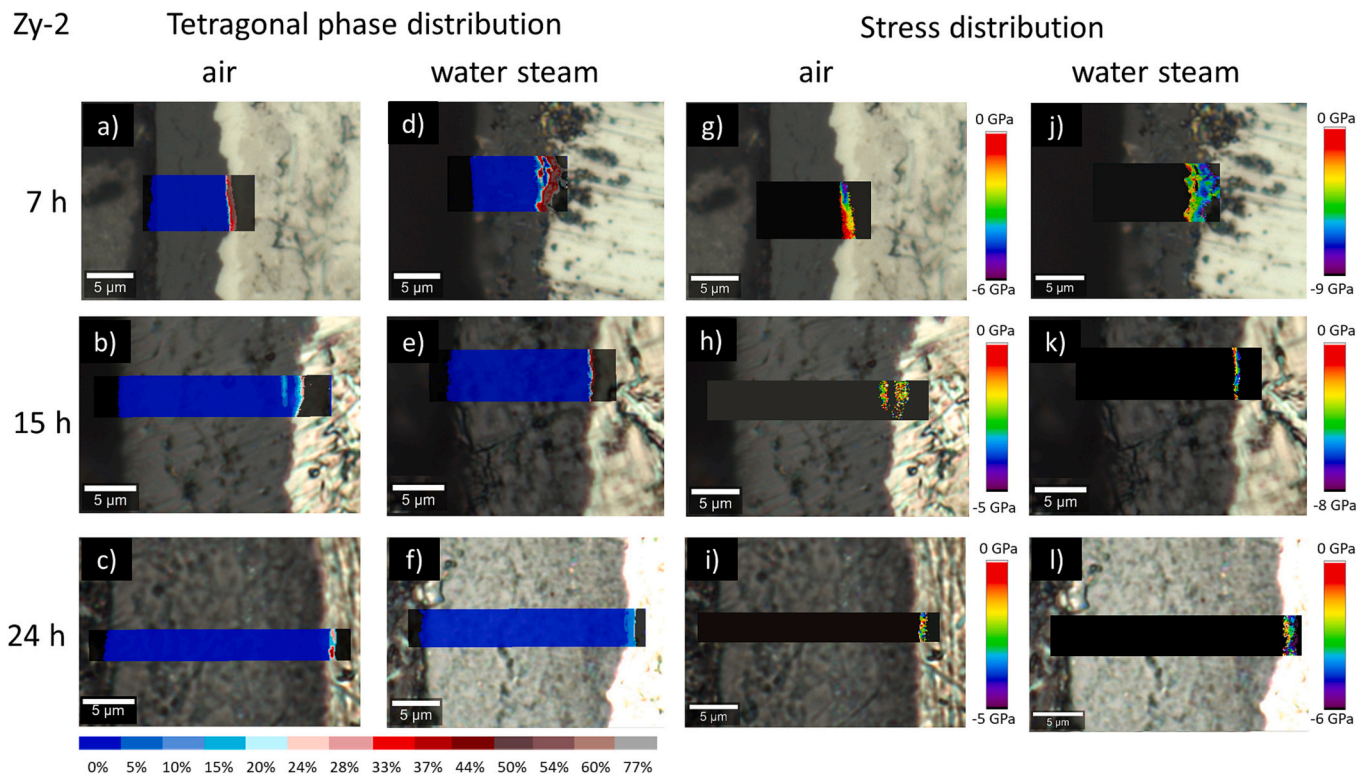 Zy-2 Tetragonal phase distribution Stress distribution
air water steam air water steam
7 h
a) d) g) j)
0 GPa 0 GPa
5 µm 5 µm 5 µm 5 µm
-6 GPa -9 GPa
15 h
b) e) h) k)
0 GPa 0 GPa
5 µm 5 µm 5 µm 5 µm
-5 GPa -8 GPa
24 h
c) f) i) l)
0 GPa 0 GPa
5 µm 5 µm 5 µm 5 µm
-5 GPa -6 GPa
0% 5% 10% 15% 20% 24% 28% 33% 37% 44% 50% 54% 60% 77%